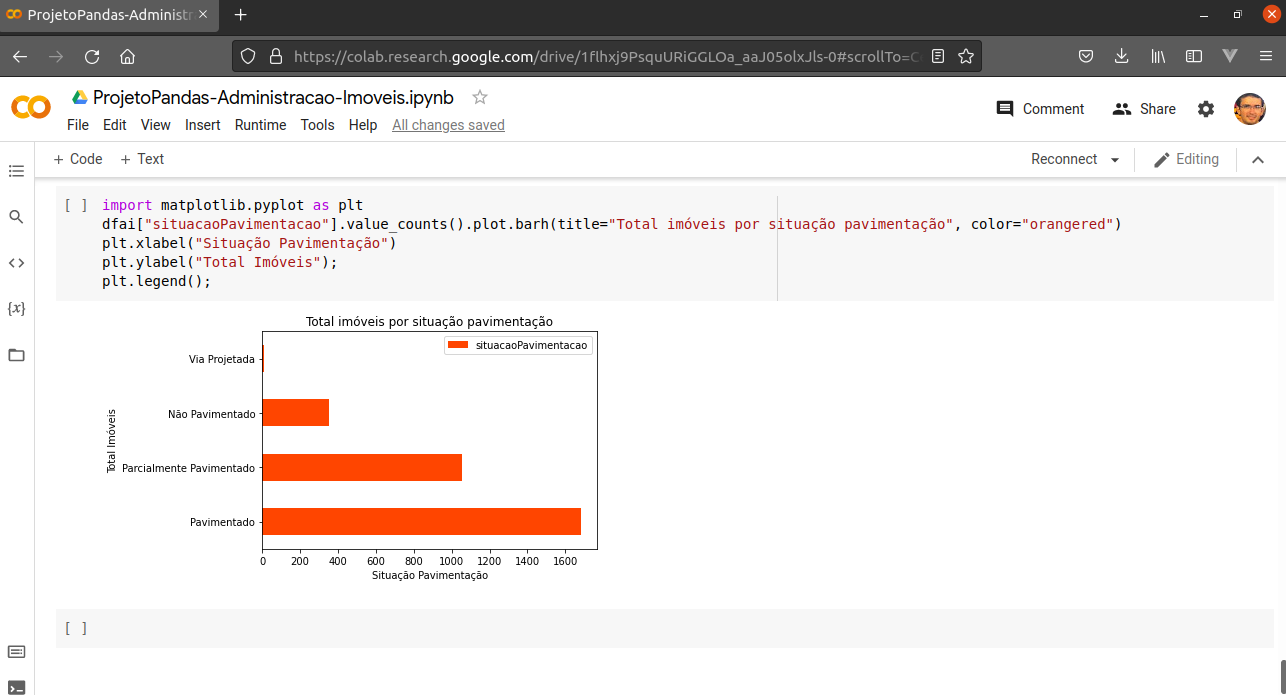 ProjetoPandas-Administr
https://colab.research.google.com/drive/1flhxj9PsquURiGGLOa_aaJ05olxJls-0#scrollTo=C
ProjetoPandas-Administracao-Imoveis.ipynb
Comment
Share
File Edit View Insert Runtime Tools Help All changes saved
+ Code + Text
Reconnect
Editing
[ ] import matplotlib.pyplot as plt
dfai["situacaoPavimentacao"].value_counts().plot.barh(title="Total imóveis por situação pavimentação", color="orangered")
plt.xlabel("Situação Pavimentação")
plt.ylabel("Total Imóveis");
plt.legend();
{x}
Total imóveis por situação pavimentação
situacaoPavimentacao
Via Projetada
Não Pavimentado
Total Imóveis
Parcialmente Pavimentado
Pavimentado
0 200 400 600 800 1000 1200 1400 1600
Situação Pavimentação
[ ]